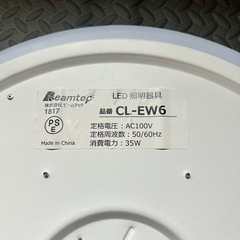 Beamtec
株式会社 ビームテック
1817
LED 照明器具
品番 CL-EW6
PSE
定格電圧：AC100V
定格周波数：50/60Hz
消費電力：35W
Made in China